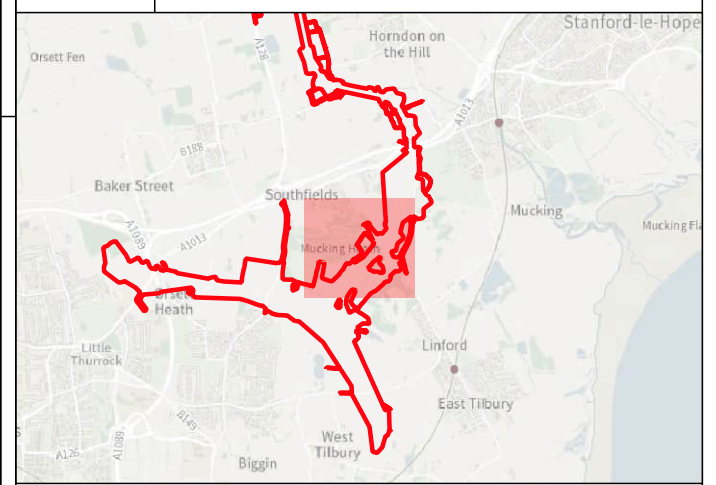 Stanford-le-Hope
Horndon on
the Hill
Orsett Fen
A128
A1013
B188
Baker Street
Southfields
Mucking
Mucking Fla
A1089
A1013
Mucking Heath
Orsett
Heath
Linford
Little
Thurrock
East Tilbury
B149
West
Tilbury
A1089
A126
Biggin
s